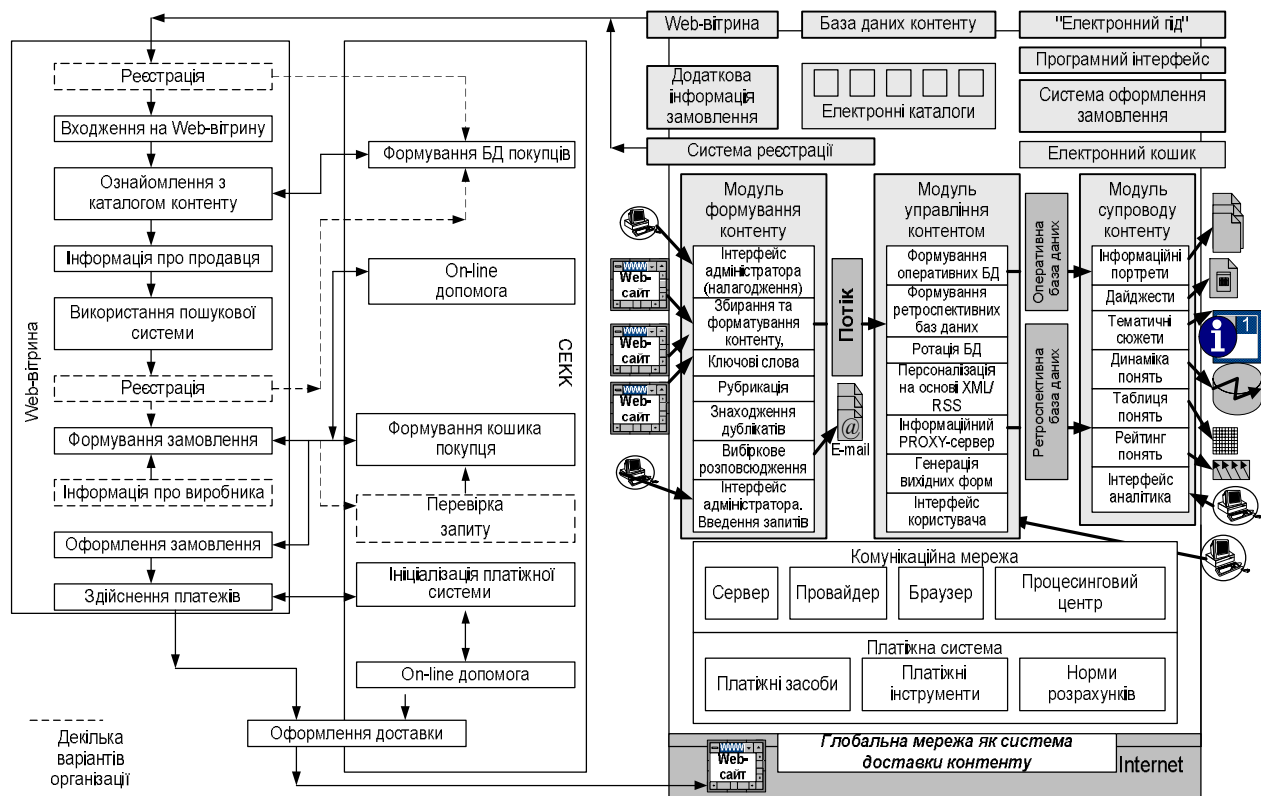 Web-вітрина
Реєстрація
Входження на Web-вітрину
Ознайомлення з
каталогом контенту
Інформація про продавця
Використання пошукової
системи
Реєстрація
Формування замовлення
Інформація про виробника
Оформлення замовлення
Здійснення платежів
Декілька
варіантів
організації
СЕКК
Формування БД покупців
On-line
допомога
Формування кошика
покупця
Перевірка
запиту
Ініціалізація платіжної
системи
On-line допомога
Оформлення доставки
Web-вітрина
База даних контенту
"Електронний під"
Програмний інтерфейс
Додаткова
інформація
замовлення
Електронні каталоги
Система оформлення
замовлення
Система реєстрації
Електронний кошик
Модуль
формування
контенту
Інтерфейс
адміністратора
(налагодження)
Збирання та
форматування
контенту,
Ключові слова
Рубрикація
Знаходження
дублікатів
Вибіркове
розповсюдження
Інтерфейс
адміністратора.
Введення запитів
WWW
Web-
сайт
WWW
Web-
сайт
WWW
Web-
сайт
Потік
@
E-mail
Модуль
управління
контентом
Формування
оперативних БД
Формування
ретроспективних
баз даних
Ротація БД
Персоналізація
на основі XML/
RSS
Інформаційний
PROXY-сервер
Генерація
вихідних форм
Інтерфейс
користувача
Оперативна
база даних
Ретроспективна
база даних
Модуль
супроводу
контенту
Інформаційні
портрети
Дайджести
Тематичні
сюжети
Динаміка
понять
Таблиця
понять
Рейтинг
понять
Інтерфейс
аналітика
i
1
Комунікаційна мережа
Сервер
Провайдер
Браузер
Процесинговий
центр
Платіжна система
Платіжні засоби
Платіжні
інструменти
Норми
розрахунків
WWW
Web-
сайт
Глобальна мережа як система
доставки контенту
Internet